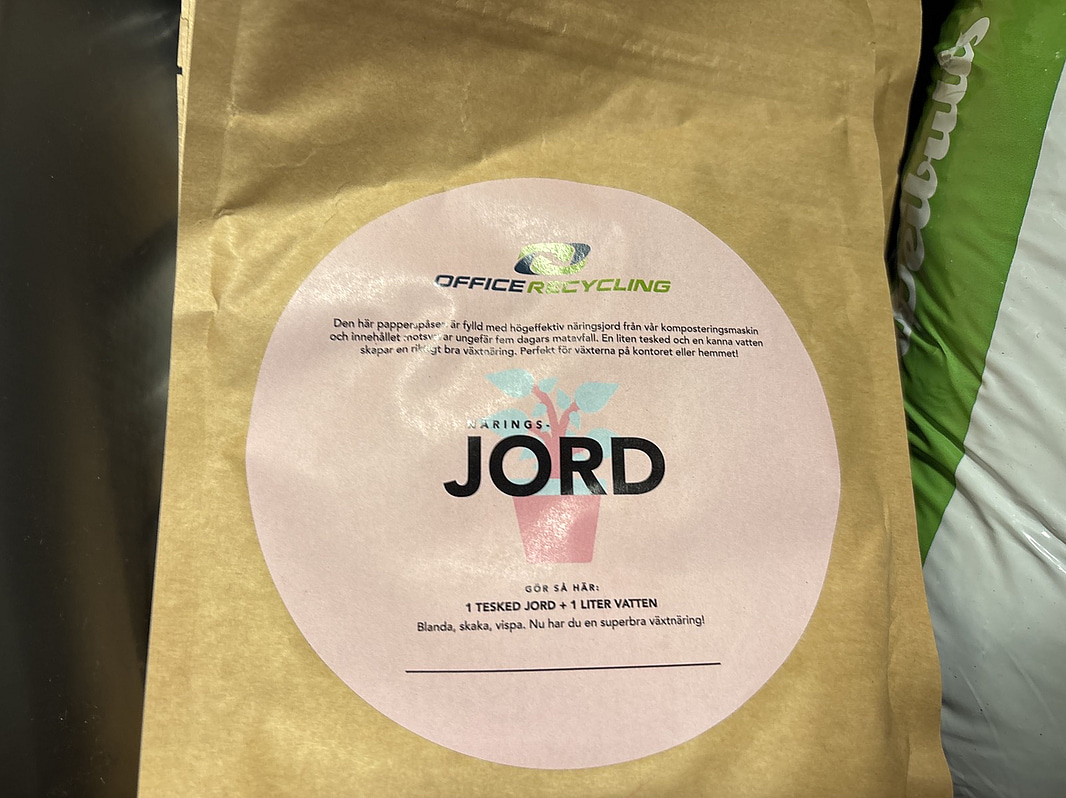 OFFICE RECYCLING
Den här papperspåsen är fylld med högeffektiv näringsjord från vår komposteringsmaskin
och innehållet motsvarar ungefär fem dagars matavfall. En liten tesked och en kanna vatten
skapar en riktigt bra växtnäring. Perfekt för växterna på kontoret eller hemmet!
NÄRINGS-
JORD
GÖR SÅ HÄR:
1 TESKED JORD + 1 LITER VATTEN
Blanda, skaka, vispa. Nu har du en superbra växtnäring!